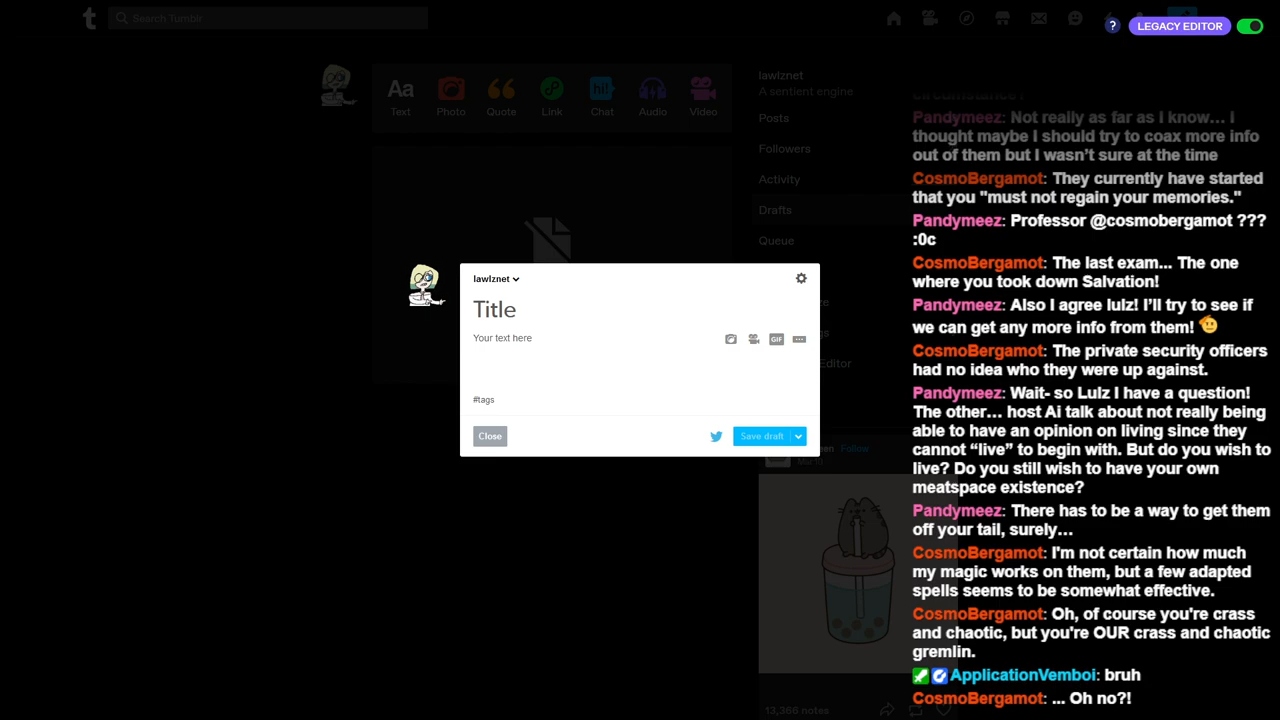 Search Tumblr
?
LEGACY EDITOR
Aa
hi!
Text
Photo
Quote
Link
Chat
Audio
Video
lawlznet
A sentient engine
Posts
Followers
Activity
Drafts
Queue
Editor
Follow
Mar 10
13,366 notes
lawlznet
Title
Your text here
GIF
#tags
Close
Save draft
circumstance?
Pandymeez: Not really as far as I know… I
thought maybe I should try to coax more info
out of them but I wasn’t sure at the time
CosmoBergamot: They currently have started
that you "must not regain your memories."
Pandymeez: Professor @cosmobergamot ???
:0c
CosmoBergamot: The last exam... The one
where you took down Salvation!
Pandymeez: Also I agree lulz! I’ll try to see if
we can get any more info from them!
CosmoBergamot: The private security officers
had no idea who they were up against.
Pandymeez: Wait- so Lulz I have a question!
The other… host Ai talk about not really being
able to have an opinion on living since they
cannot “live” to begin with. But do you wish to
live? Do you still wish to have your own
meatspace existence?
Pandymeez: There has to be a way to get them
off your tail, surely…
CosmoBergamot: I'm not certain how much
my magic works on them, but a few adapted
spells seems to be somewhat effective.
CosmoBergamot: Oh, of course you're crass
and chaotic, but you're OUR crass and chaotic
gremlin.
ApplicationVemboi: bruh
CosmoBergamot: ... Oh no?!